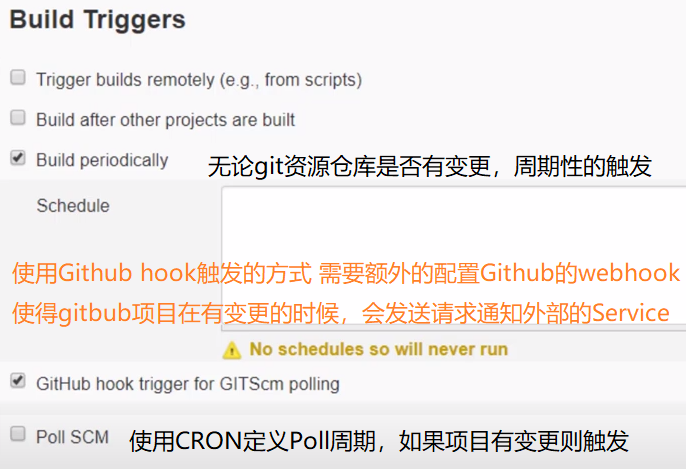 Build Triggers
Trigger builds remotely (e.g., from scripts)
Build after other projects are built
Build periodically 无论git资源仓库是否有变更，周期性的触发
Schedule
使用Github hook触发的方式 需要额外的配置Github的webhook
使得gitbub项目在有变更的时候，会发送请求通知外部的Service
No schedules so will never run
GitHub hook trigger for GITScm polling
Poll SCM 使用CRON定义Poll周期，如果项目有变更则触发